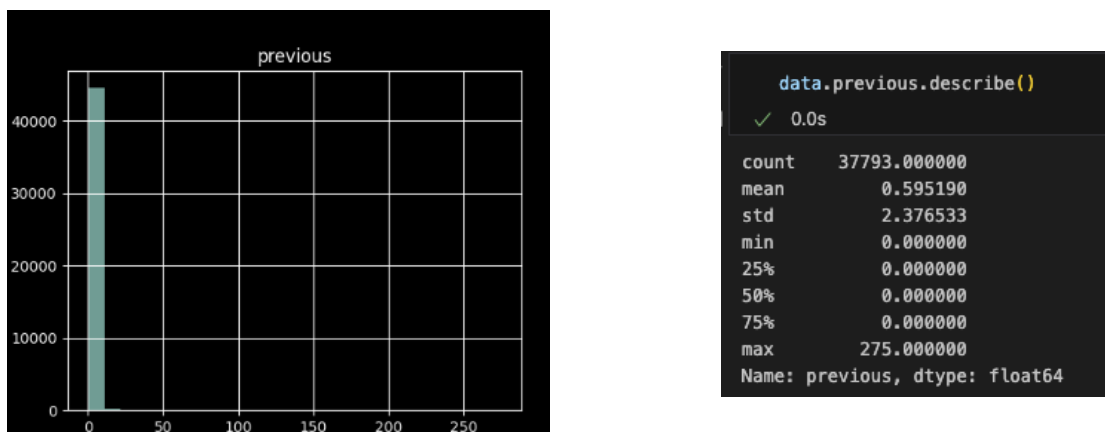 previous
40000
30000
20000
10000
0
0 50 100 150 200 250
data.previous.describe()
✓ 0.0s
count 37793.000000
mean 0.595190
std 2.376533
min 0.000000
25% 0.000000
50% 0.000000
75% 0.000000
max 275.000000
Name: previous, dtype: float64